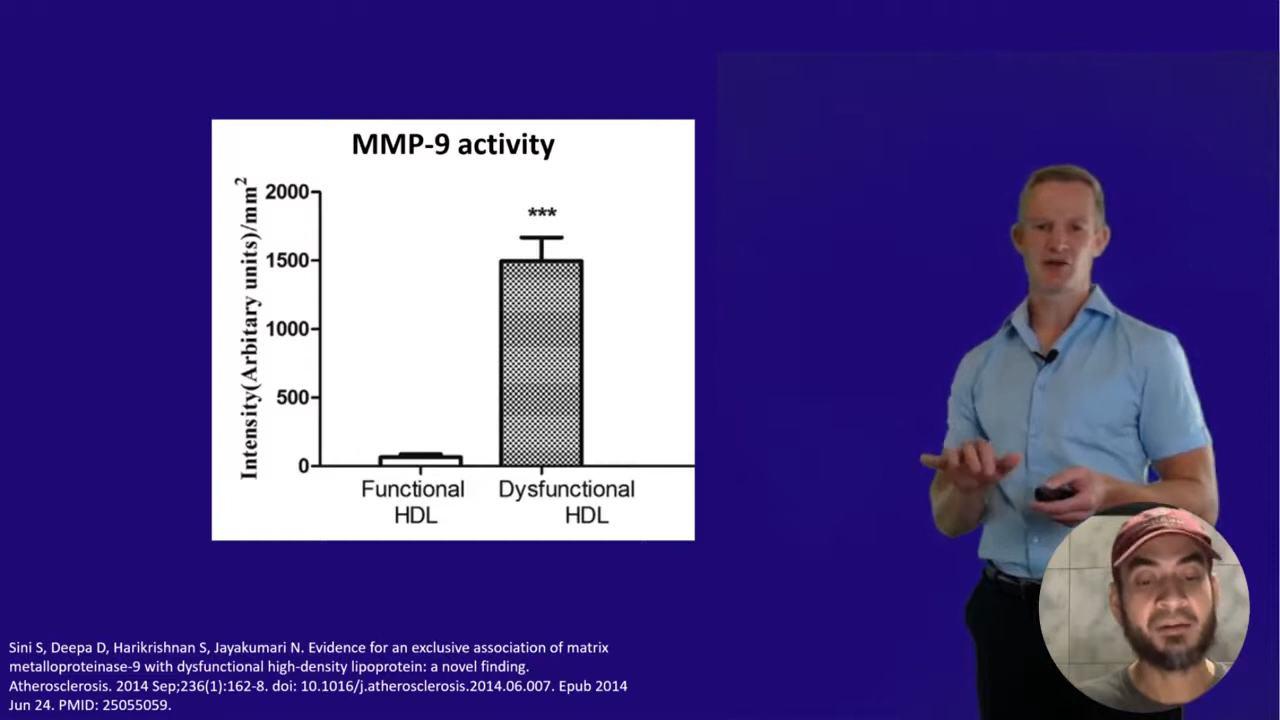 MMP-9 activity
Intensity(Arbitary units)/mm2
2000
***
1500
1000
500
0
Functional Dysfunctional
HDL HDL
Sini S, Deepa D, Harikrishnan S, Jayakumari N. Evidence for an exclusive association of matrix
metalloproteinase-9 with dysfunctional high-density lipoprotein: a novel finding.
Atherosclerosis. 2014 Sep;236(1):162-8. doi: 10.1016/j.atherosclerosis.2014.06.007. Epub 2014
Jun 24. PMID: 25055059.